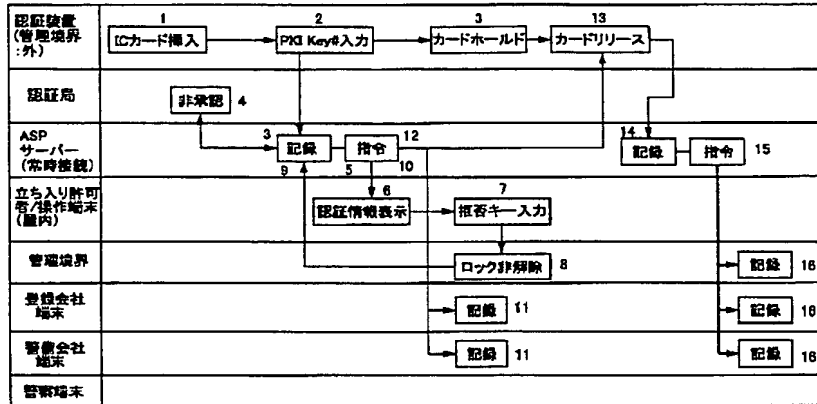 認証装置
(管理境界
:外)
1
ICカード挿入
2
PKI Key#入力
3
カードホールド
13
カードリリース
認証局
非承認 4
ASP
サーバー
(常時接続)
3
記録
9
指令
12
5
10
14
記録
指令
15
立ち入り許可
者/操作端末
(屋内)
6
認証情報表示
7
拒否キー入力
管理境界
ロック非解除 8
記録 16
登録会社
端末
記録 11
記録 16
警備会社
端末
記録 11
記録 16
警察端末